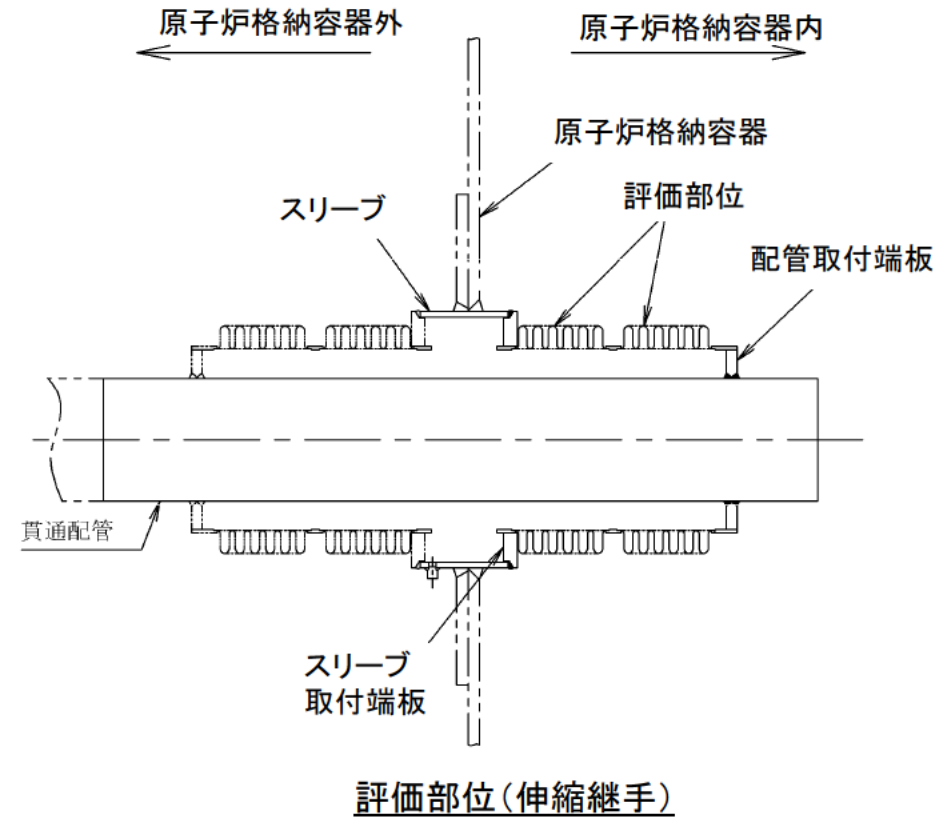 原子炉格納容器外
原子炉格納容器内
原子炉格納容器
スリーブ
評価部位
配管取付端板
貫通配管
スリーブ
取付端板
評価部位(伸縮継手)